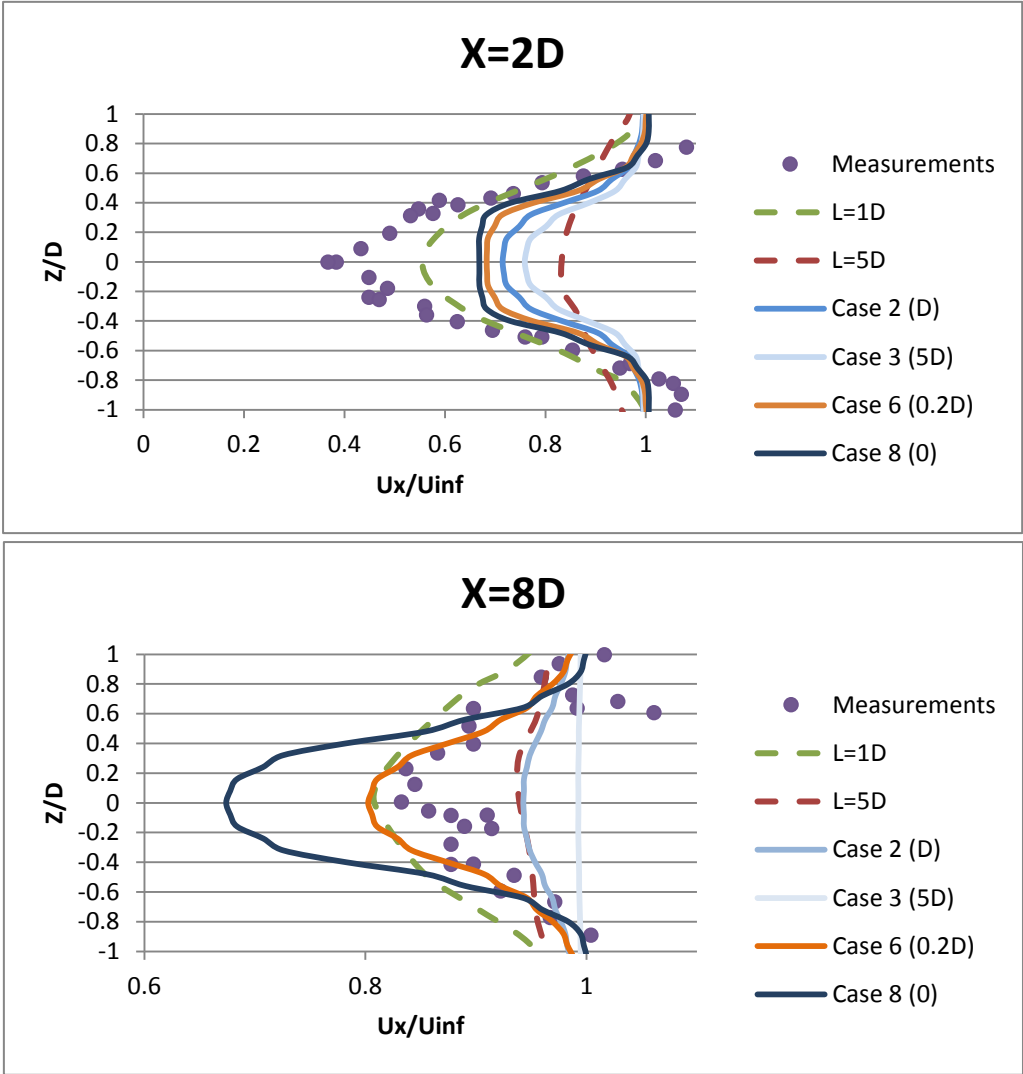 X=2D
Z/D
1
0.8
0.6
0.4
0.2
0
-0.2
-0.4
-0.6
-0.8
-1
0 0.2 0.4 0.6 0.8 1
Ux/Uinf
Measurements
L=1D
L=5D
Case 2 (D)
Case 3 (5D)
Case 6 (0.2D)
Case 8 (0)
X=8D
Z/D
1
0.8
0.6
0.4
0.2
0
-0.2
-0.4
-0.6
-0.8
-1
0.6 0.8 1
Ux/Uinf
Measurements
L=1D
L=5D
Case 2 (D)
Case 3 (5D)
Case 6 (0.2D)
Case 8 (0)